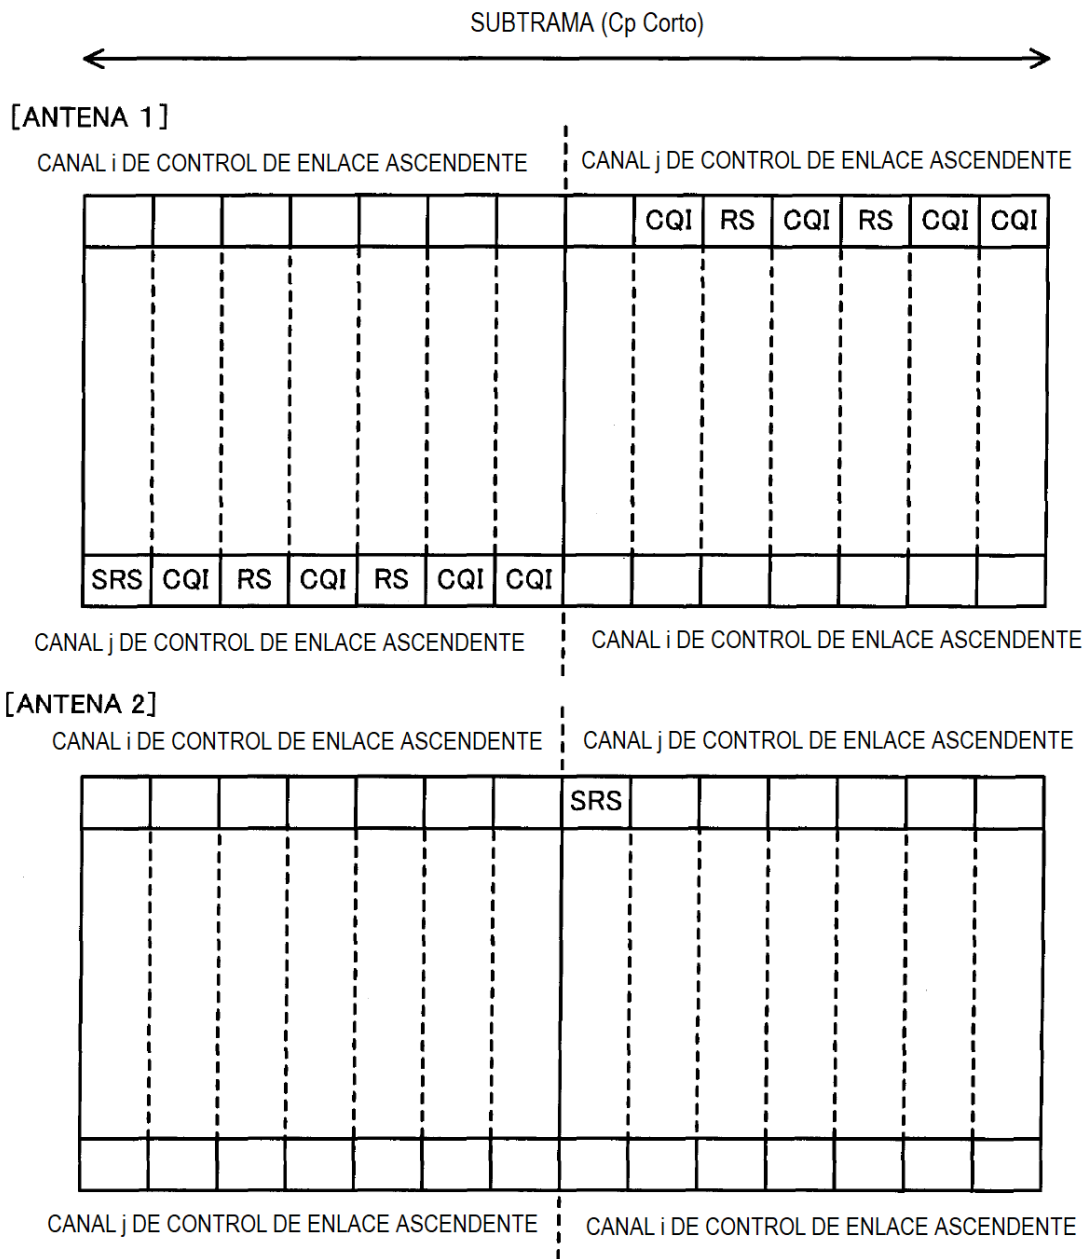 SUBTRAMA (Cp Corto)
[ANTENA 1]
CANAL i DE CONTROL DE ENLACE ASCENDENTE CANAL j DE CONTROL DE ENLACE ASCENDENTE
CQI RS CQI RS CQI CQI
SRS CQI RS CQI RS CQI CQI
CANAL j DE CONTROL DE ENLACE ASCENDENTE CANAL i DE CONTROL DE ENLACE ASCENDENTE
[ANTENA 2]
CANAL i DE CONTROL DE ENLACE ASCENDENTE CANAL j DE CONTROL DE ENLACE ASCENDENTE
SRS
CANAL j DE CONTROL DE ENLACE ASCENDENTE CANAL i DE CONTROL DE ENLACE ASCENDENTE